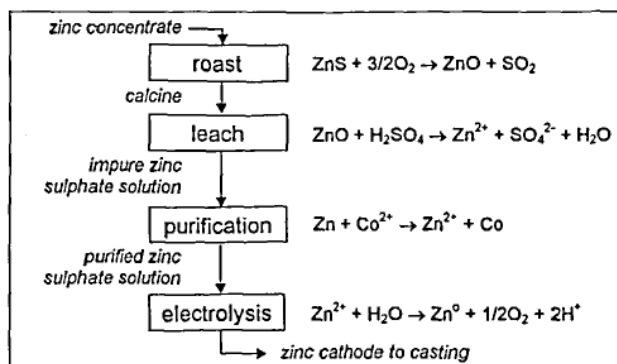 zinc concentrate
roast ZnS + 3/2O₂ → ZnO + SO₂
calcine
leach ZnO + H₂SO₄ → Zn²⁺ + SO₄²⁻ + H₂O
impure zinc
sulphate solution
purification Zn + Co²⁺ → Zn²⁺ + Co
purified zinc
sulphate solution
electrolysis Zn²⁺ + H₂O → Zn⁰ + 1/2O₂ + 2H⁺
zinc cathode to casting